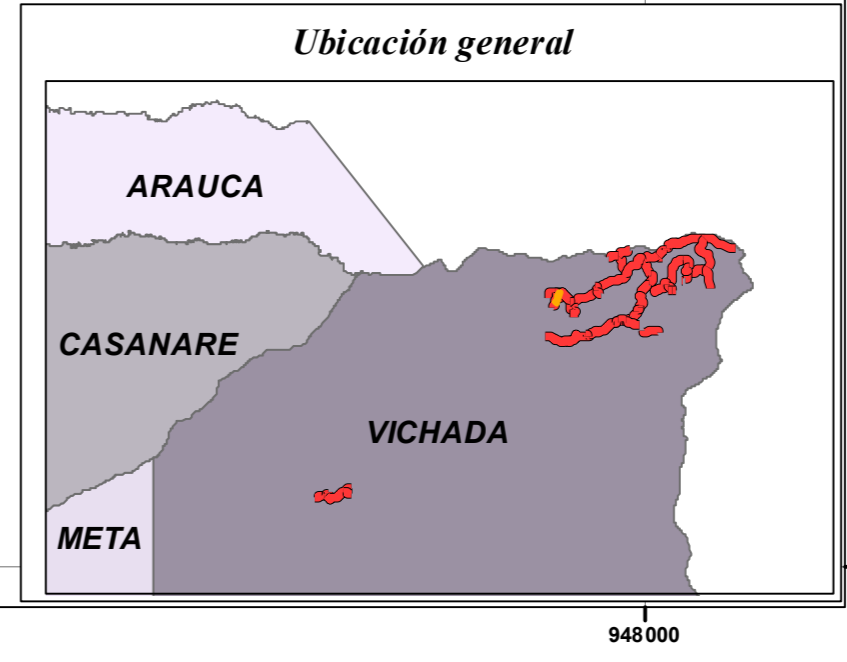 Ubicación general
ARAUCA
CASANARE
VICHADA
META
948000